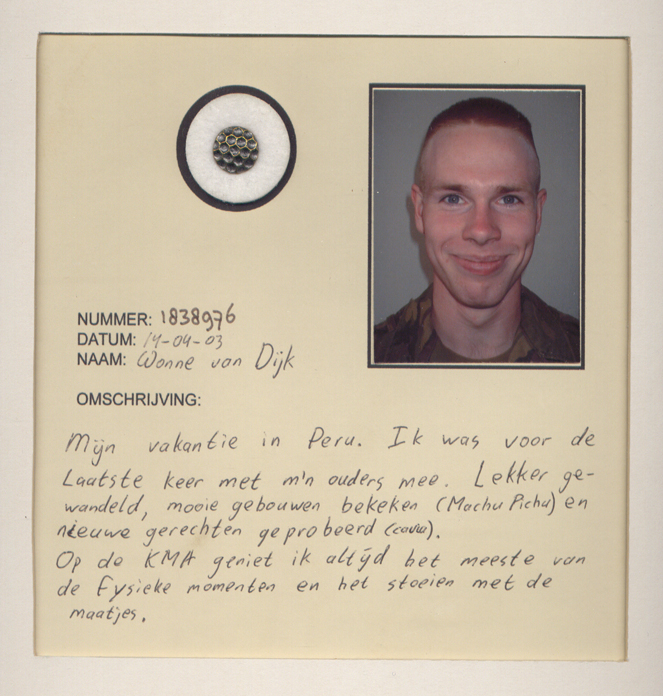 NUMMER: 1838976
DATUM: 14-04-03
NAAM: Wonne van Dijk
OMSCHRIJVING:
Mijn vakantie in Peru. Ik was voor de
Laatste keer met m'n ouders mee. Lekker ge-
wandeld, mooie gebouwen bekeken (Machu Pichu) en
nieuwe gerechten geprobeerd (cavia).
Op de KMA geniet ik altijd het meeste van
de Fysieke momenten en het stoeien met de
maatjes.